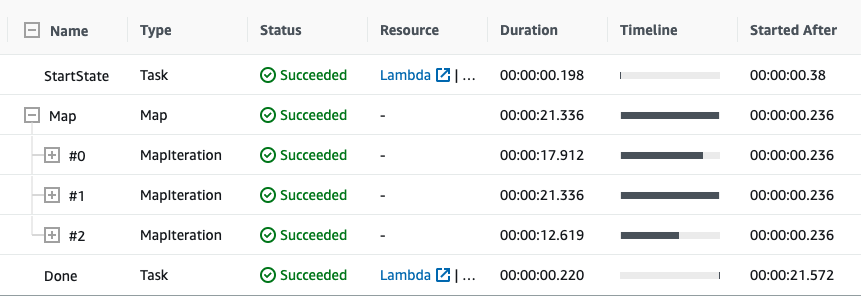 Name Type Status Resource Duration Timeline Started After
StartState Task Succeeded Lambda | ... 00:00:00.198 00:00:00.38
Map Map Succeeded - 00:00:21.336 00:00:00.236
#0 MapIteration Succeeded - 00:00:17.912 00:00:00.236
#1 MapIteration Succeeded - 00:00:21.336 00:00:00.236
#2 MapIteration Succeeded - 00:00:12.619 00:00:00.236
Done Task Succeeded Lambda | ... 00:00:00.220 00:00:21.572